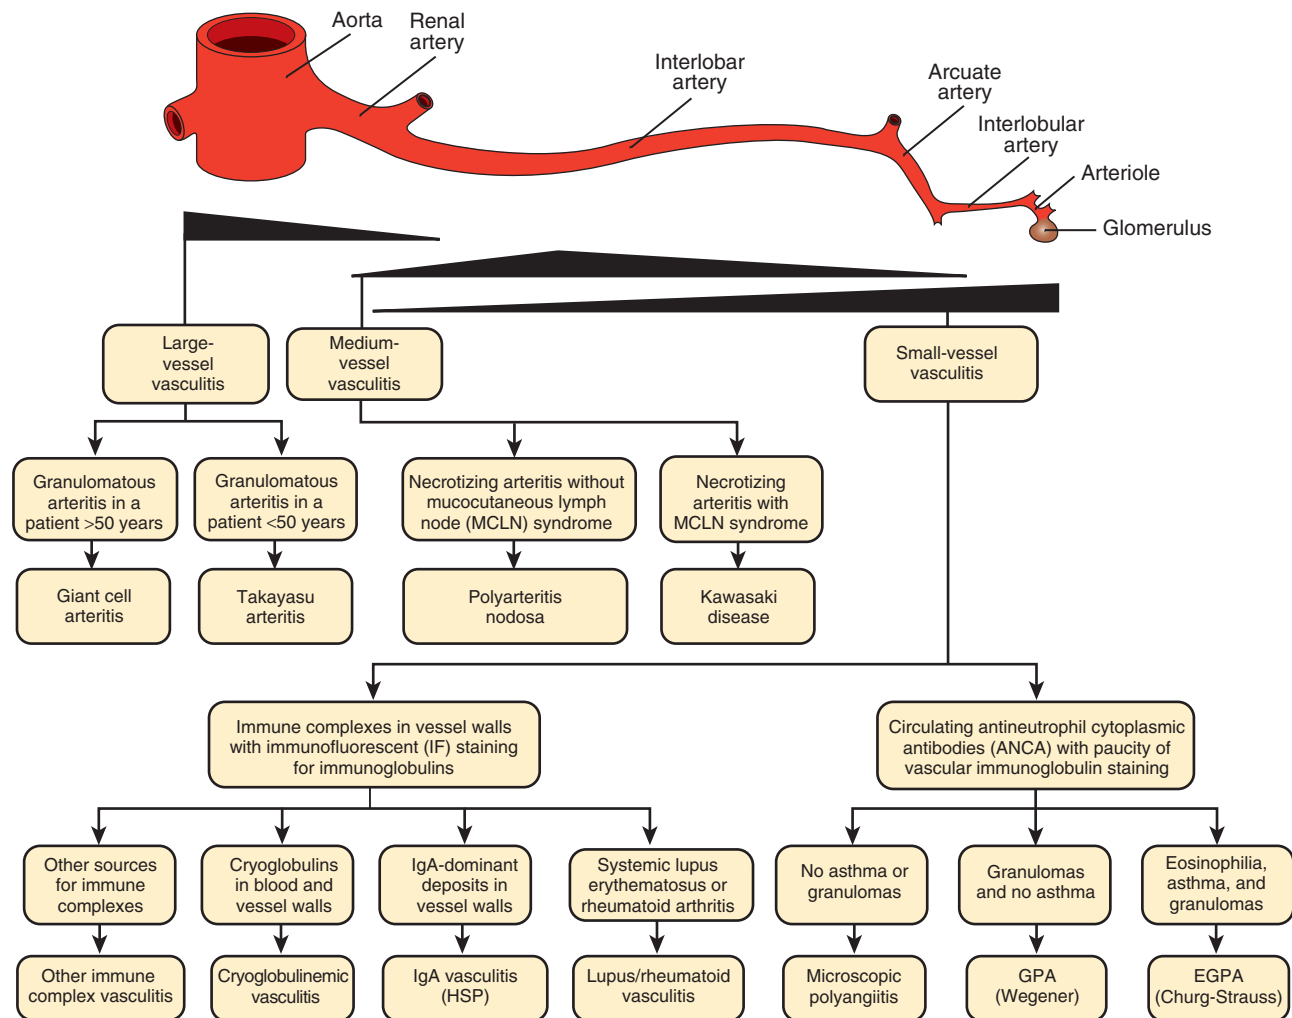 Aorta
Renal
artery
Interlobar
artery
Arcuate
artery
Interlobular
artery
Arteriole
Glomerulus
Large-
vessel
vasculitis
Medium-
vessel
vasculitis
Small-vessel
vasculitis
Granulomatous
arteritis in a
patient >50 years
Granulomatous
arteritis in a
patient <50 years
Necrotizing arteritis without
mucocutaneous lymph
node (MCLN) syndrome
Necrotizing
arteritis with
MCLN syndrome
Giant cell
arteritis
Takayasu
arteritis
Polyarteritis
nodosa
Kawasaki
disease
Immune complexes in vessel walls
with immunofluorescent (IF) staining
for immunoglobulins
Circulating antineutrophil cytoplasmic
antibodies (ANCA) with paucity of
vascular immunoglobulin staining
Other sources
for immune
complexes
Cryoglobulins
in blood and
vessel walls
IgA-dominant
deposits in
vessel walls
Systemic lupus
erythematosus or
rheumatoid arthritis
No asthma or
granulomas
Granulomas
and no asthma
Eosinophilia,
asthma, and
granulomas
Other immune
complex vasculitis
Cryoglobulinemic
vasculitis
IgA vasculitis
(HSP)
Lupus/rheumatoid
vasculitis
Microscopic
polyangiitis
GPA
(Wegener)
EGPA
(Churg-Strauss)